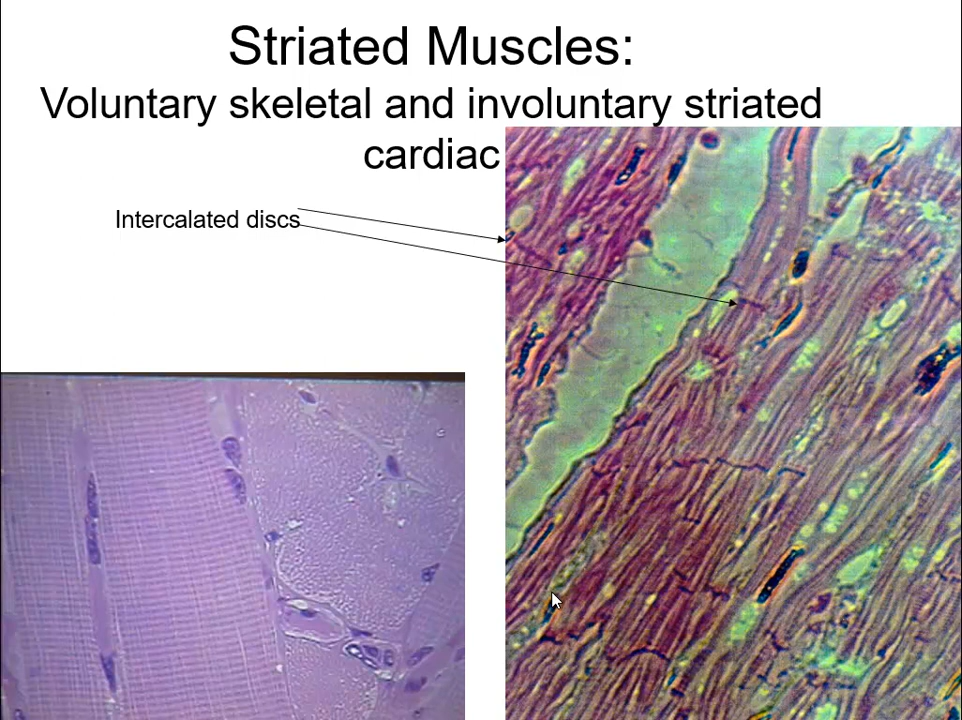 Striated Muscles:
Voluntary skeletal and involuntary striated
cardiac
Intercalated discs